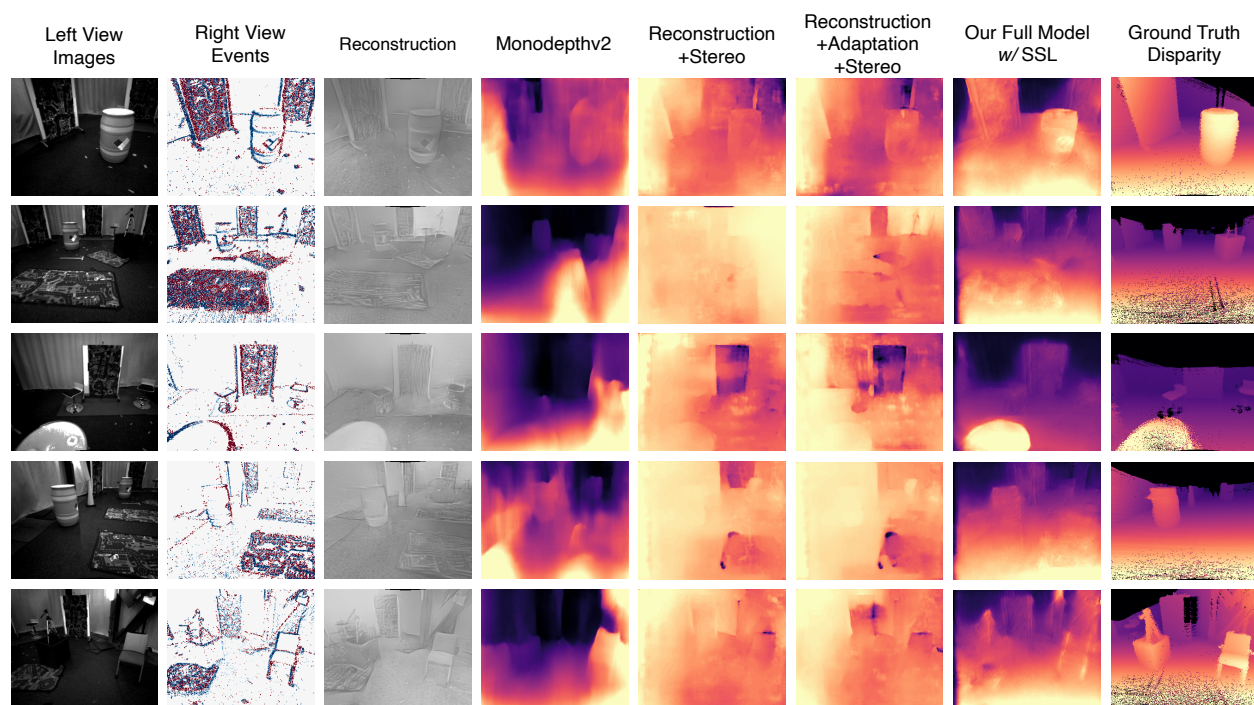 Left View
Images
Right View
Events
Reconstruction
Monodepthv2
Reconstruction
+Stereo
Reconstruction
+Adaptation
+Stereo
Our Full Model
w/ SSL
Ground Truth
Disparity